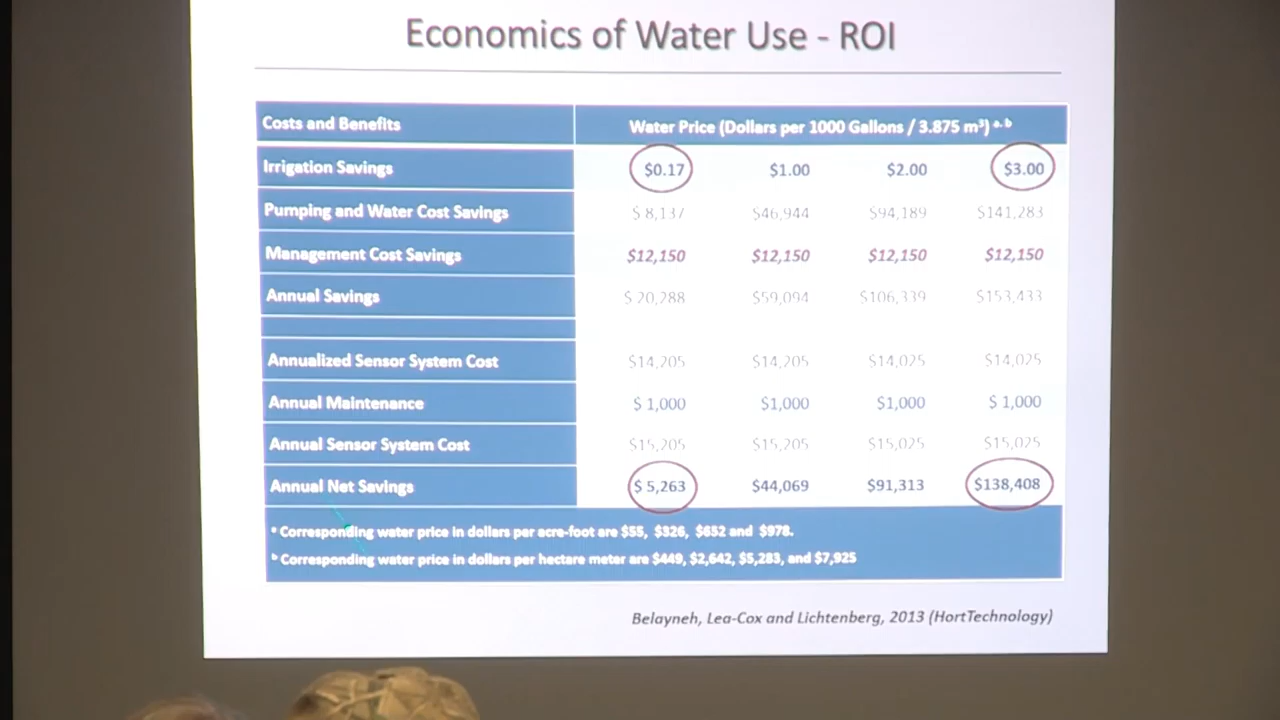 Economics of Water Use - ROI
Costs and Benefits Water Price (Dollars per 1000 Gallons / 3.875 m³) a, b
Irrigation Savings $0.17 $1.00 $2.00 $3.00
Pumping and Water Cost Savings $ 8,137 $46,944 $94,189 $141,283
Management Cost Savings $12,150 $12,150 $12,150 $12,150
Annual Savings $ 20,288 $59,094 $106,339 $153,433
Annualized Sensor System Cost $14,205 $14,205 $14,025 $14,025
Annual Maintenance $ 1,000 $1,000 $1,000 $ 1,000
Annual Sensor System Cost $15,205 $15,205 $15,025 $15,025
Annual Net Savings $ 5,263 $44,069 $91,313 $138,408
a Corresponding water price in dollars per acre-foot are $55, $326, $652 and $978.
b Corresponding water price in dollars per hectare meter are $449, $2,642, $5,283, and $7,925
Belayneh, Lea-Cox and Lichtenberg, 2013 (HortTechnology)